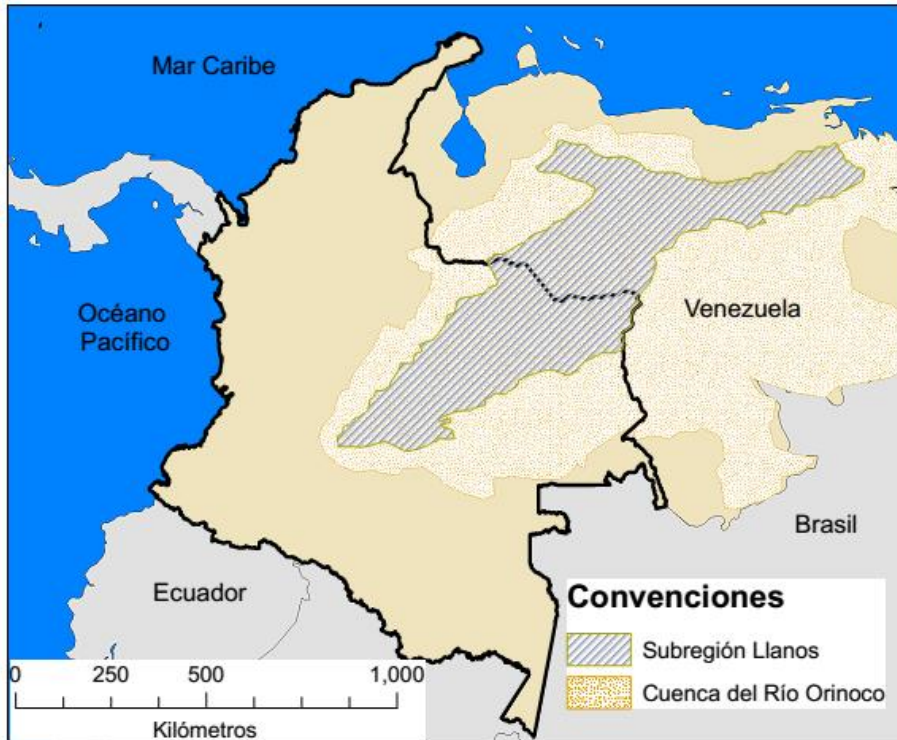 Mar Caribe
Océano
Pacífico
Venezuela
Brasil
Ecuador
Convenciones
Subregión Llanos
Cuenca del Río Orinoco
0 250 500 1,000
Kilómetros